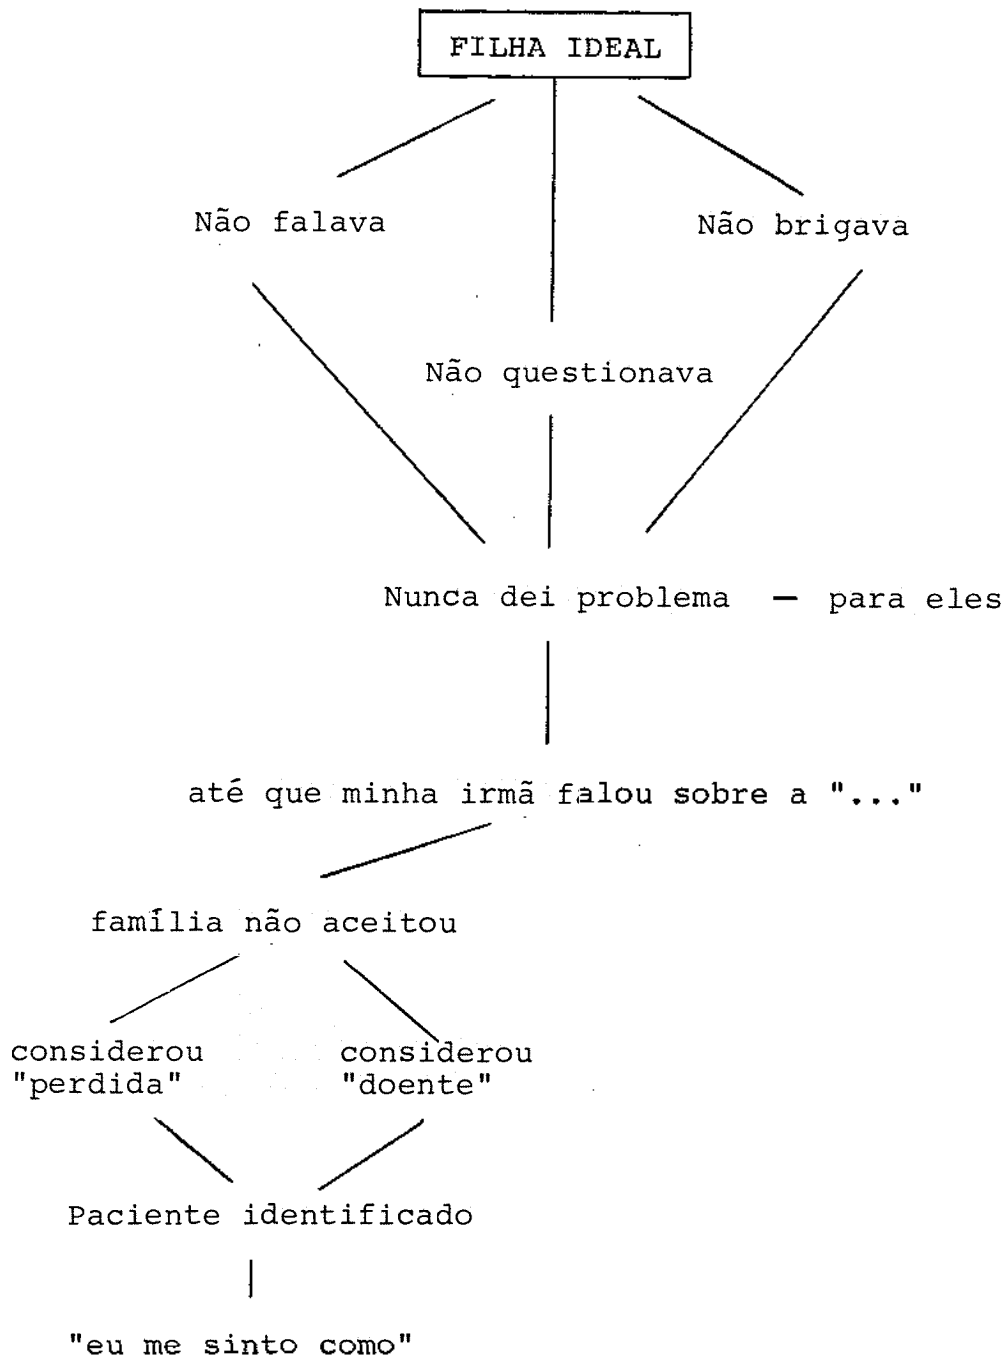 FILHA IDEAL
Não falava
Não brigava
Não questionava
Nunca dei problema — para eles
até que minha irmã falou sobre a "..."
família não aceitou
considerou
"perdida"
considerou
"doente"
Paciente identificado
"eu me sinto como"